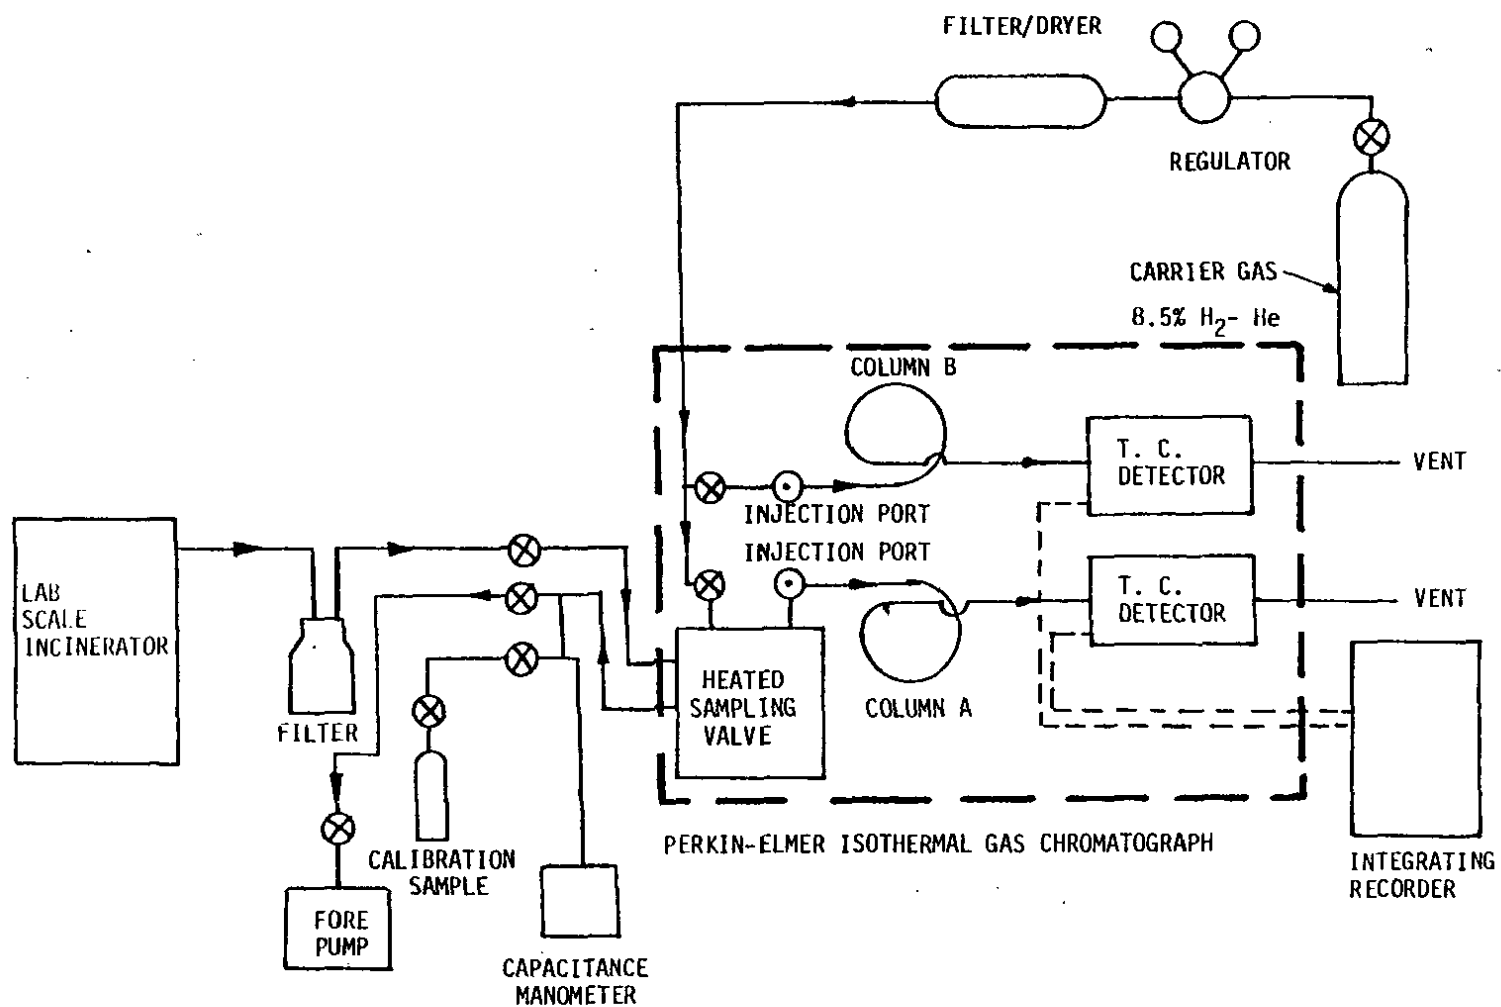 FILTER/DRYER
REGULATOR
CARRIER GAS
8.5% H₂- He
COLUMN B
T. C.
DETECTOR
VENT
INJECTION PORT
INJECTION PORT
T. C.
DETECTOR
VENT
LAB
SCALE
INCINERATOR
FILTER
HEATED
SAMPLING
VALVE
COLUMN A
CALIBRATION
SAMPLE
PERKIN-ELMER ISOTHERMAL GAS CHROMATOGRAPH
INTEGRATING
RECORDER
FORE
PUMP
CAPACITANCE
MANOMETER